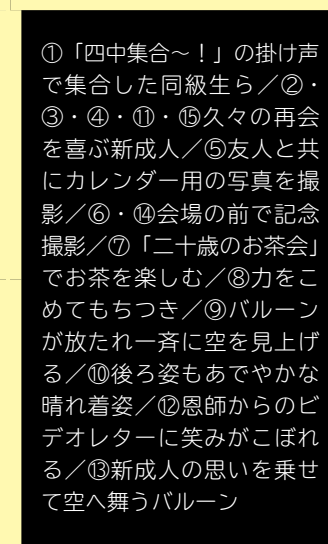 ①「四中集合～！」の掛け声
で集合した同級生ら／②・
③・④・⑪・⑮久々の再会
を喜ぶ新成人／⑤友人と共
にカレンダー用の写真を撮
影／⑥・⑭会場の前で記念
撮影／⑦「二十歳のお茶会」
でお茶を楽しむ／⑧力をこ
めてもちつき／⑨バルーン
が放たれ一斉に空を見上げ
る／⑩後ろ姿もあでやかな
晴れ着姿／⑫恩師からのビ
デオレターに笑みがこぼれ
る／⑬新成人の思いを乗せ
て空へ舞うバルーン